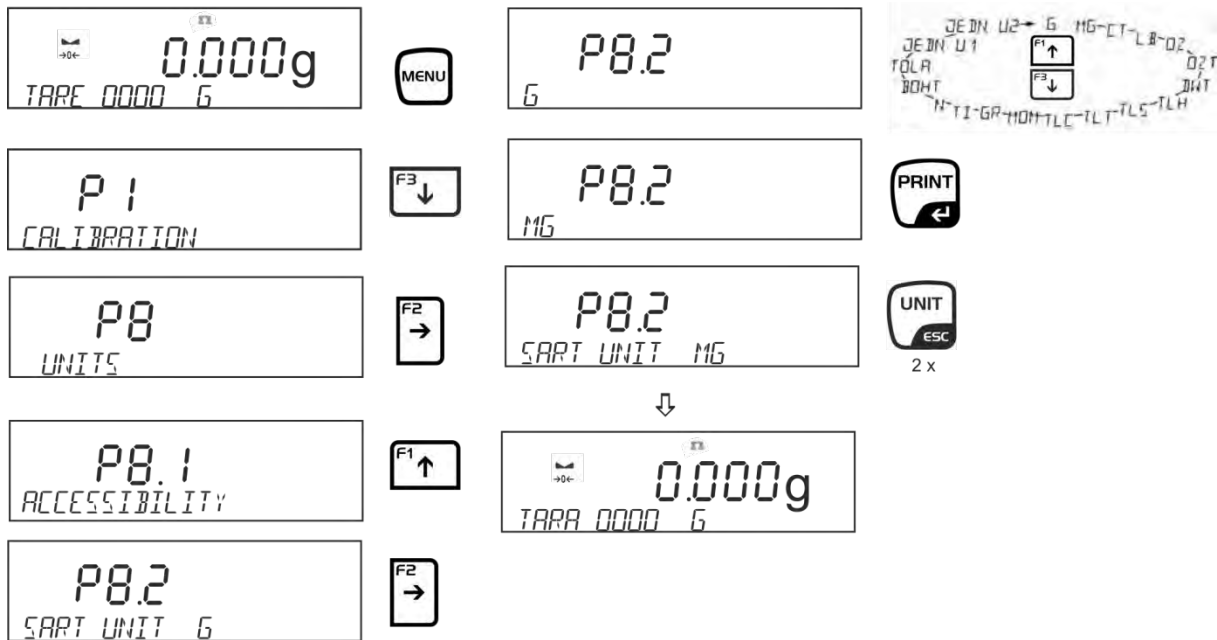 0.000g
→0←
TARE 0000 G
MENU
P1
CALIBRATION
F3
P8
UNITS
F2
P8.1
ACCESSIBILITY
F1
P8.2
SART UNIT G
F2
P8.2
G
JEDN U2 G MG-CT-LB-OZ
JEDN U1
OZT
TOLA
BOHT
DWT
N-TI-GR-MOM-TLC-TLT-TLS-TLH
F1
F3
P8.2
MG
PRINT
P8.2
SART UNIT MG
UNIT
ESC
2 x
0.000g
→0←
TARA 0000 G